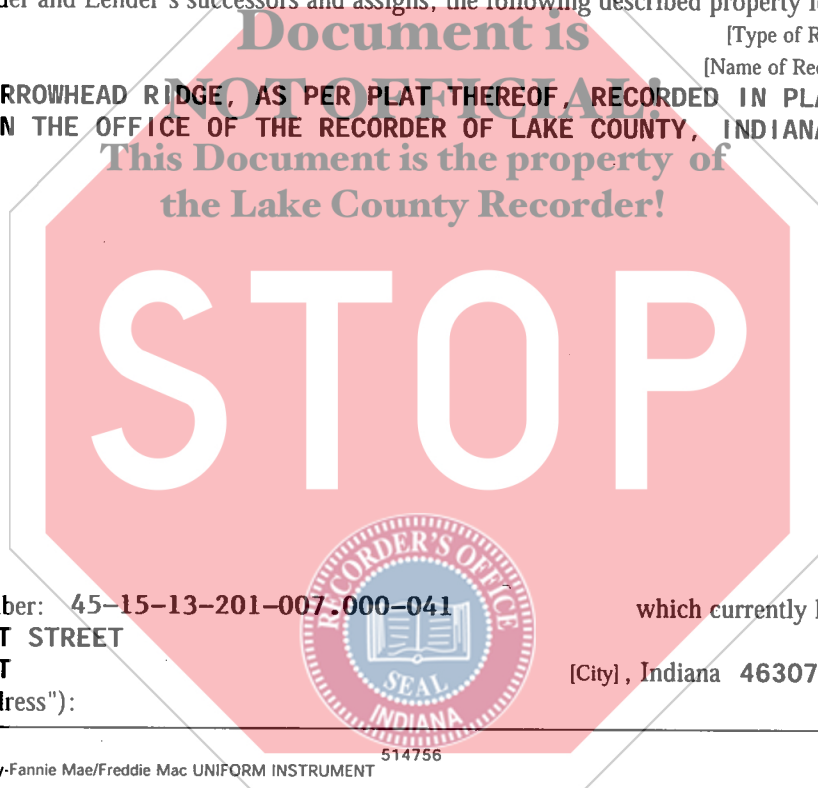 and Lender's successors and assigns, the following described property
Document is
[Type of R
NOT OFFICIAL!
[Name of Rec
RROWHEAD RIDGE, AS PER PLAT THEREOF, RECORDED IN PLA
N THE OFFICE OF THE RECORDER OF LAKE COUNTY, INDIANA
This Document is the property of
the Lake County Recorder!
STOP
RECORDER'S OFFICE
SEAL
INDIANA
ber: 45-15-13-201-007.000-041 which currently
T STREET
T [City], Indiana 46307
ress"):
514756
y-Fannie Mae/Freddie Mac UNIFORM INSTRUMENT